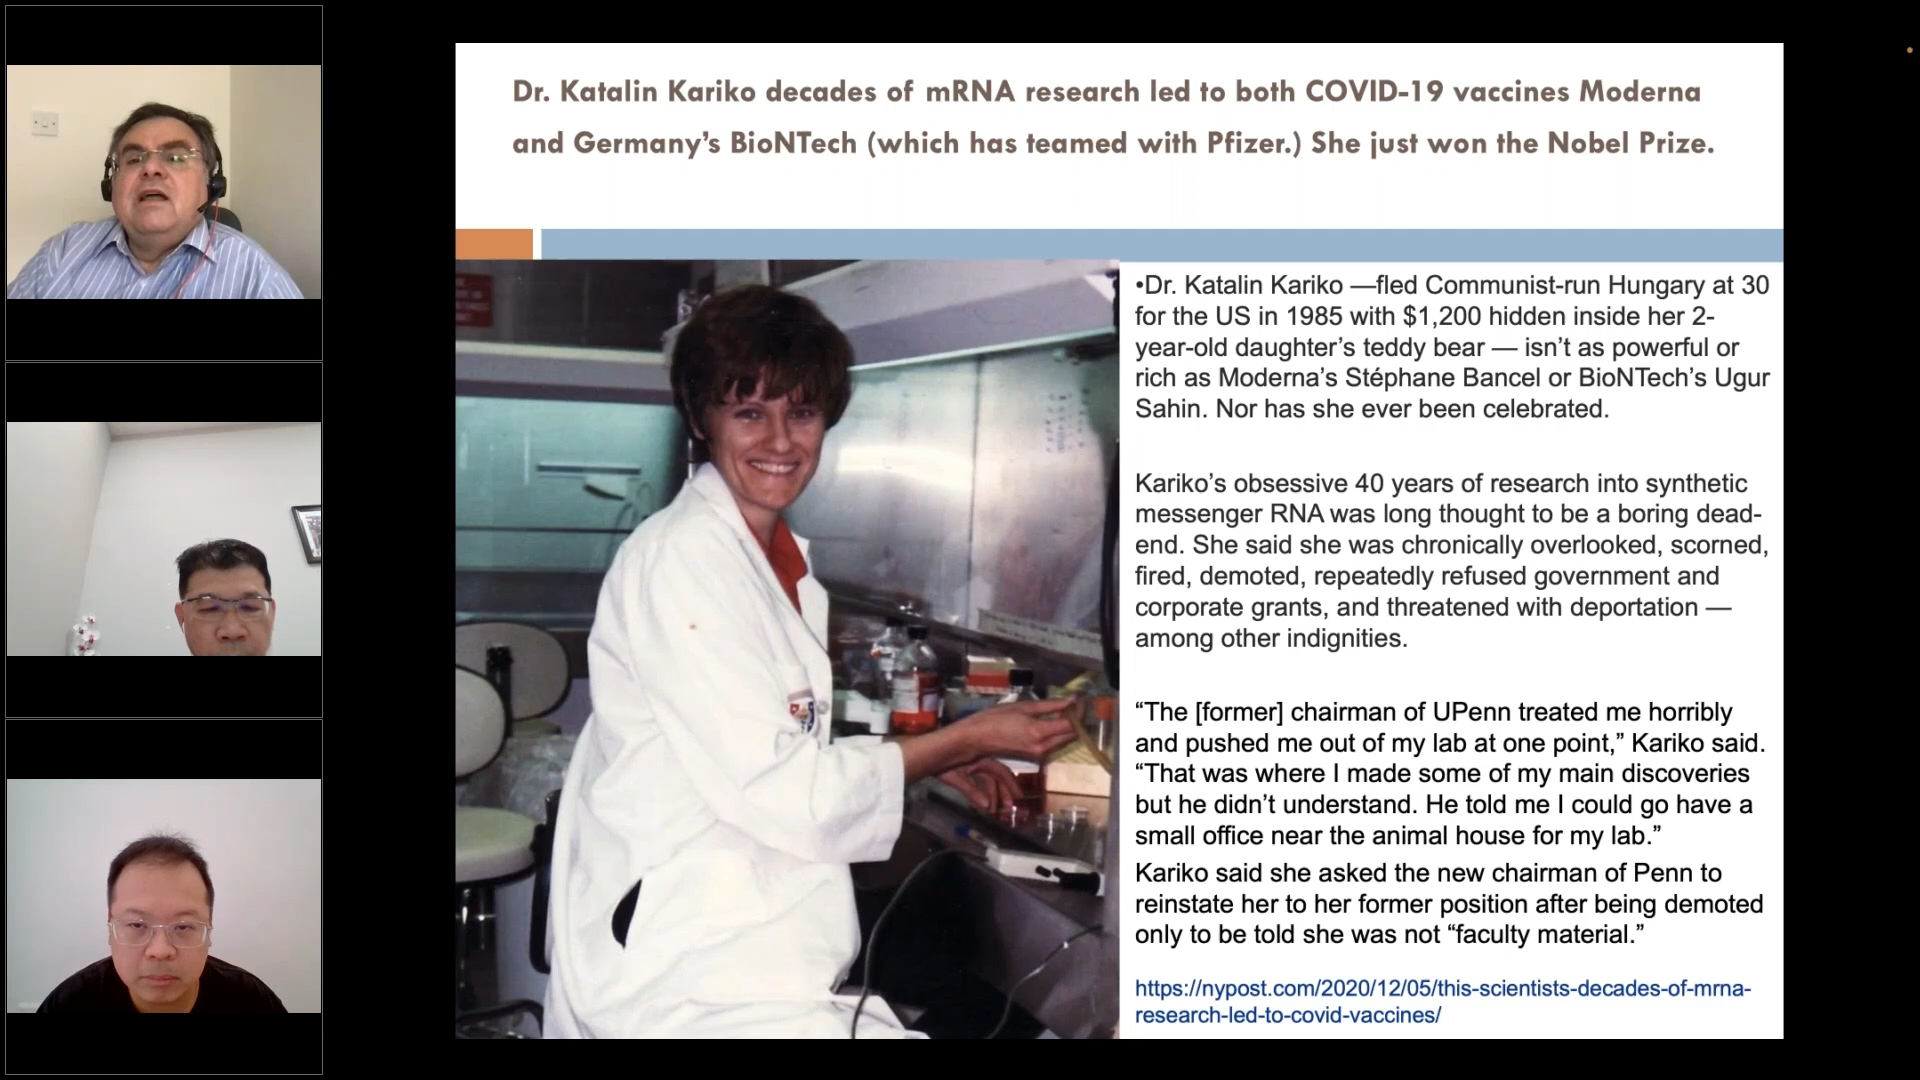 Dr. Katalin Kariko decades of mRNA research led to both COVID-19 vaccines Moderna
and Germany’s BioNTech (which has teamed with Pfizer.) She just won the Nobel Prize.
•Dr. Katalin Kariko —fled Communist-run Hungary at 30
for the US in 1985 with $1,200 hidden inside her 2-
year-old daughter’s teddy bear — isn’t as powerful or
rich as Moderna’s Stéphane Bancel or BioNTech’s Ugur
Sahin. Nor has she ever been celebrated.
Kariko’s obsessive 40 years of research into synthetic
messenger RNA was long thought to be a boring dead-
end. She said she was chronically overlooked, scorned,
fired, demoted, repeatedly refused government and
corporate grants, and threatened with deportation —
among other indignities.
“The [former] chairman of UPenn treated me horribly
and pushed me out of my lab at one point,” Kariko said.
“That was where I made some of my main discoveries
but he didn’t understand. He told me I could go have a
small office near the animal house for my lab.”
Kariko said she asked the new chairman of Penn to
reinstate her to her former position after being demoted
only to be told she was not “faculty material.”
https://nypost.com/2020/12/05/this-scientists-decades-of-mrna-
research-led-to-covid-vaccines/